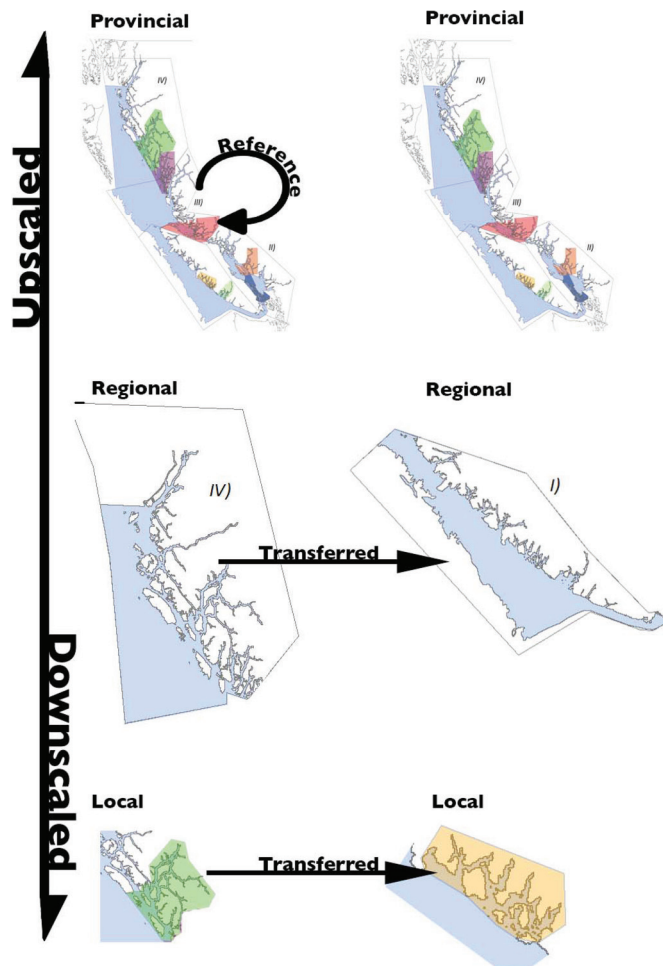 Provincial
Provincial
Upscaled
IV)
IV)
Reference
III)
III)
II)
II)
Regional
Regional
IV)
I)
Transferred
Downscaled
Local
Local
Transferred